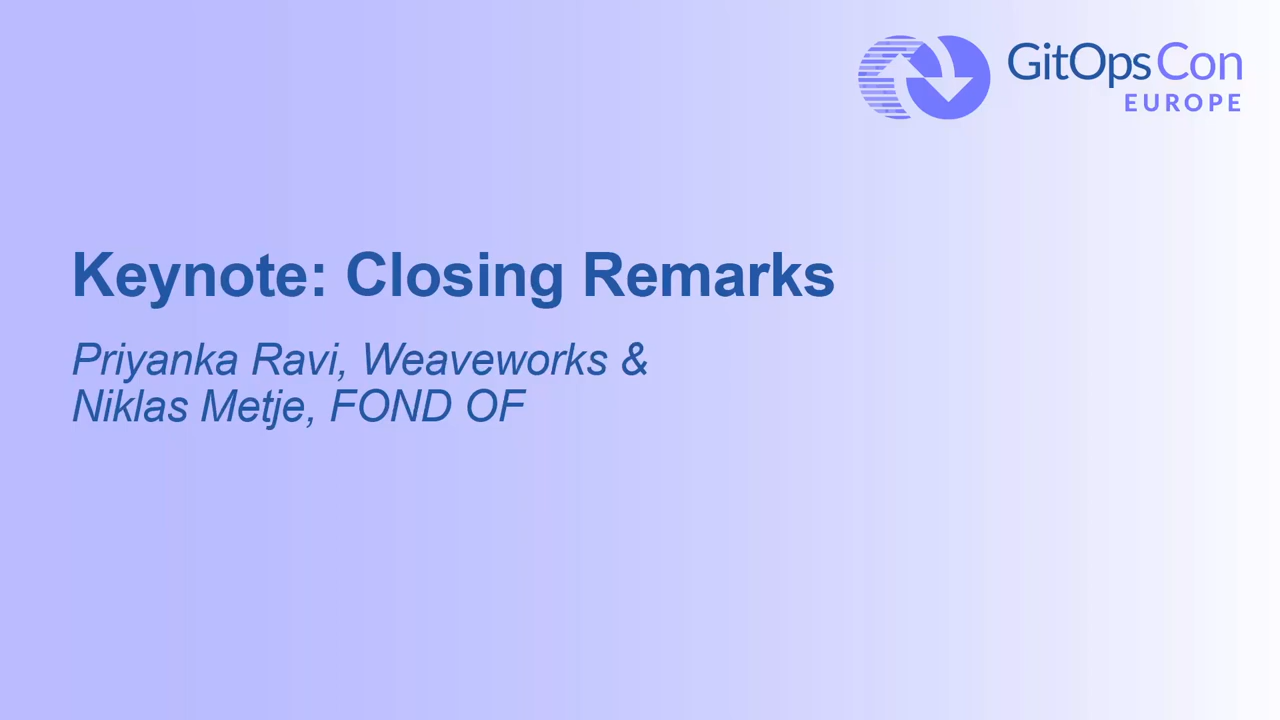 GitOpsCon
EUROPE
Keynote: Closing Remarks
Priyanka Ravi, Weaveworks &
Niklas Metje, FOND OF